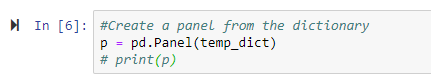 In [6]: #Create a panel from the dictionary
p = pd.Panel(temp_dict)
# print(p)